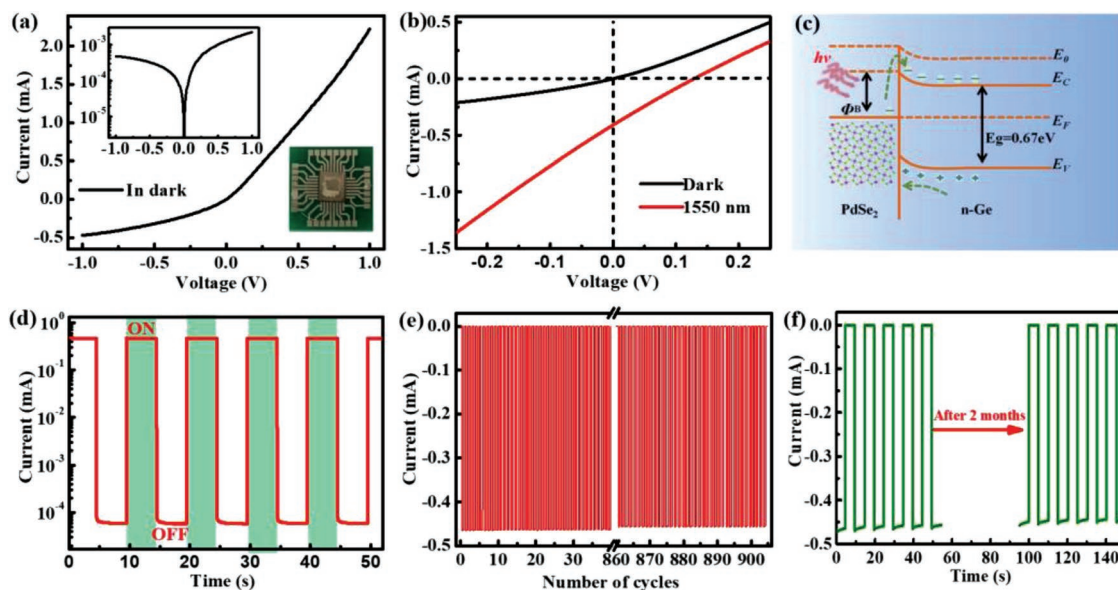 (a)
Current (mA)
2.0
1.5
1.0
0.5
0.0
-0.5
10⁻³
10⁻⁴
10⁻⁵
-1.0 -0.5 0.0 0.5 1.0
In dark
-1.0 -0.5 0.0 0.5 1.0
Voltage (V)
(b)
Current (mA)
0.5
0.0
-0.5
-1.0
-1.5
Dark
1550 nm
-0.2 -0.1 0.0 0.1 0.2
Voltage (V)
(c)
hν
E₀
E_C
Φ_B
E_F
Eg=0.67eV
E_V
PdSe₂ n-Ge
(d)
Current (mA)
10⁰
10⁻¹
10⁻²
10⁻³
10⁻⁴
ON
OFF
0 10 20 30 40 50
Time (s)
(e)
Current (mA)
0.0
-0.1
-0.2
-0.3
-0.4
-0.5
0 10 20 30 860 870 880 890 900
Number of cycles
(f)
Current (mA)
0.0
-0.1
-0.2
-0.3
-0.4
-0.5
After 2 months
0 20 40 60 80 100 120 140
Time (s)